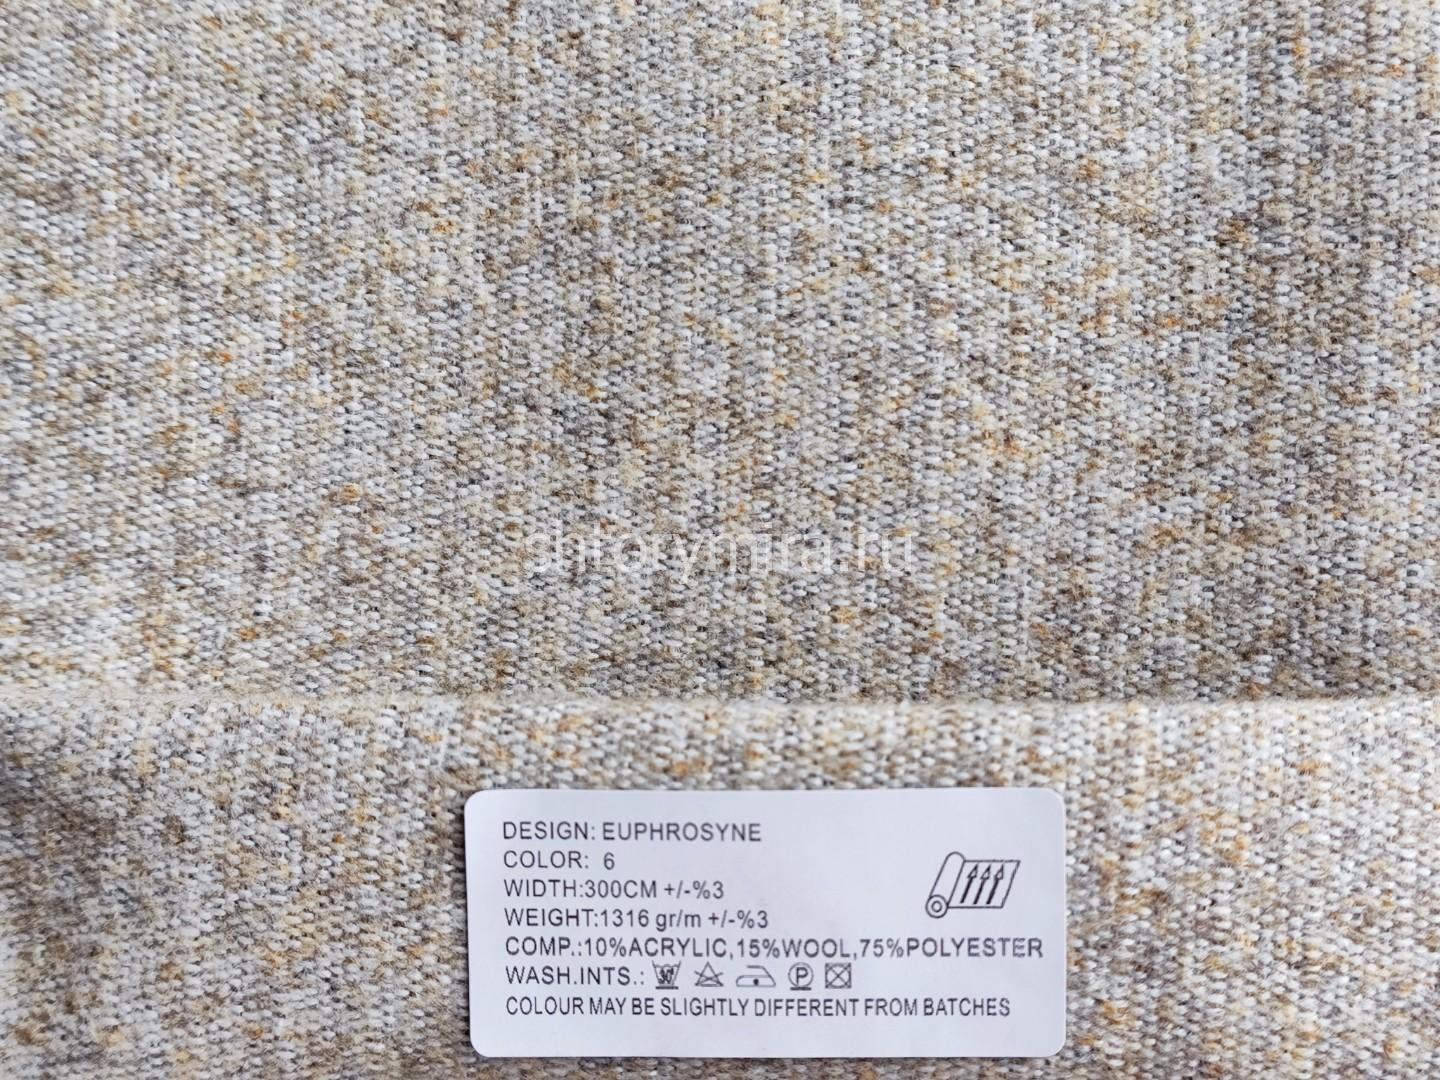 shtorymira.ru
DESIGN: EUPHROSYNE
COLOR: 6
WIDTH:300CM +/-%3
WEIGHT:1316 gr/m +/-%3
COMP.:10%ACRYLIC,15%WOOL,75%POLYESTER
WASH.INTS.: 30° P
COLOUR MAY BE SLIGHTLY DIFFERENT FROM BATCHES